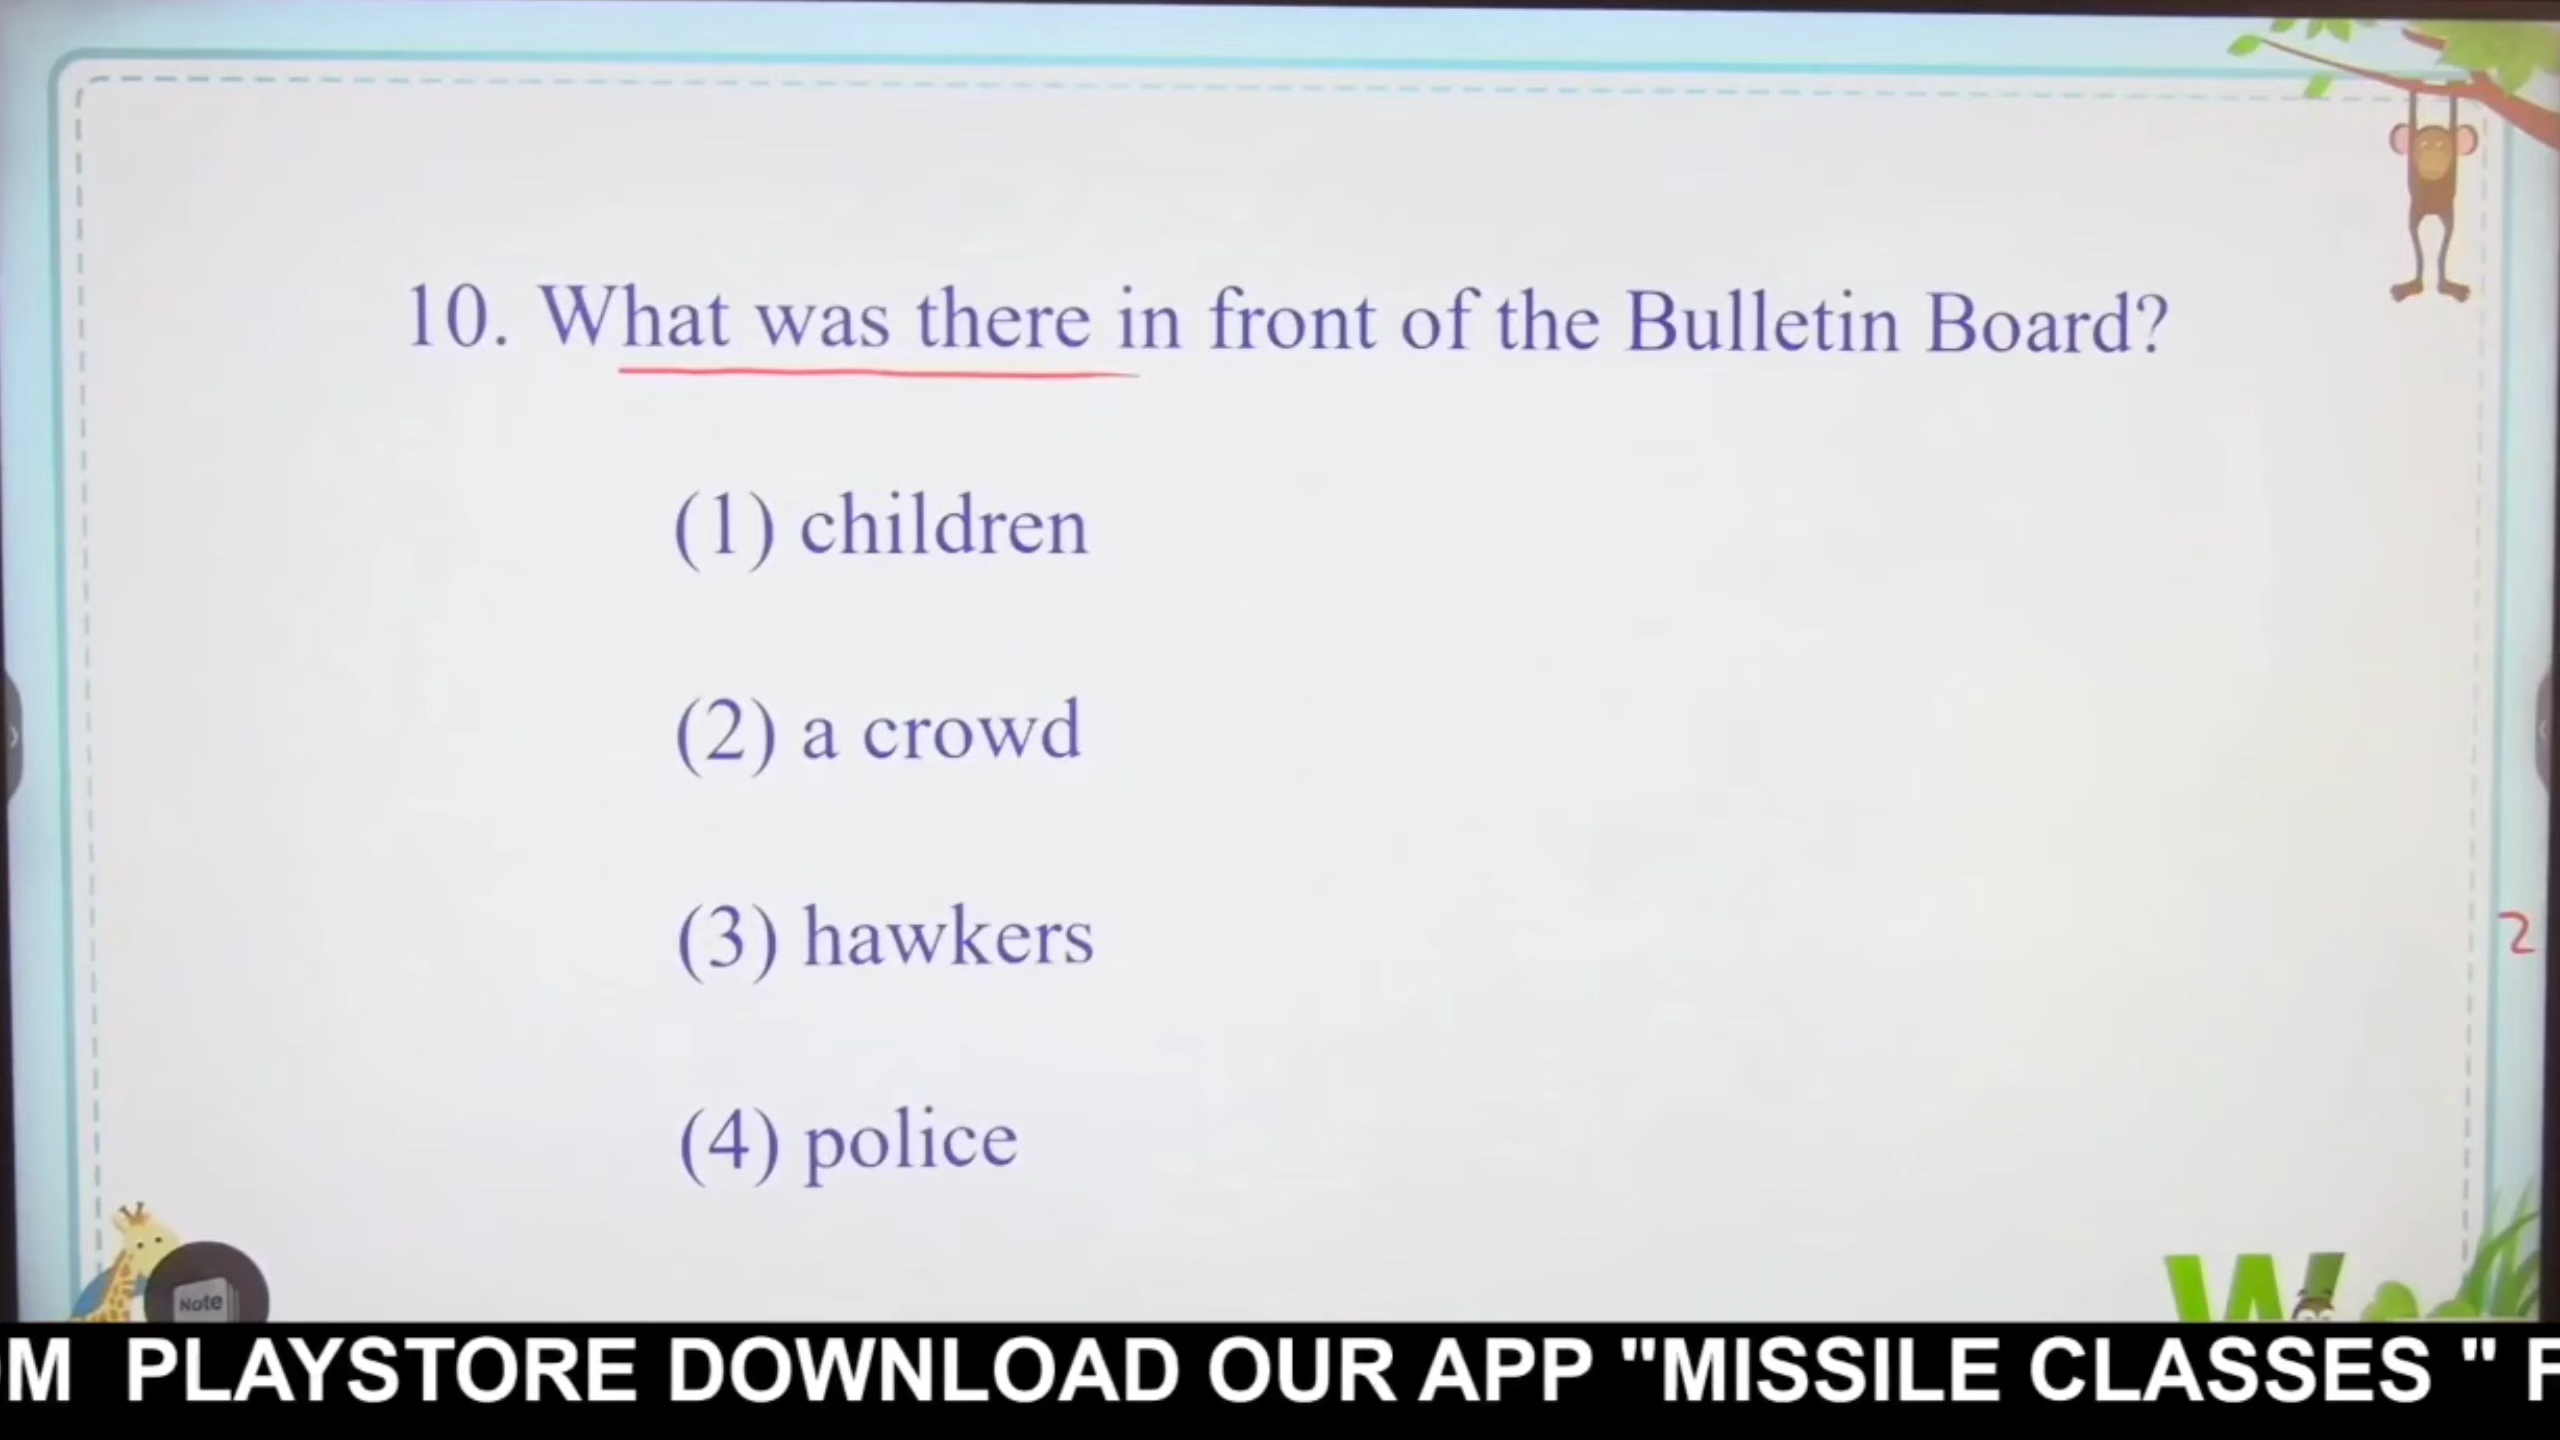 10. What was there in front of the Bulletin Board?
(1) children
(2) a crowd
(3) hawkers
2
(4) police
Note
W
OM PLAYSTORE DOWNLOAD OUR APP "MISSILE CLASSES " F